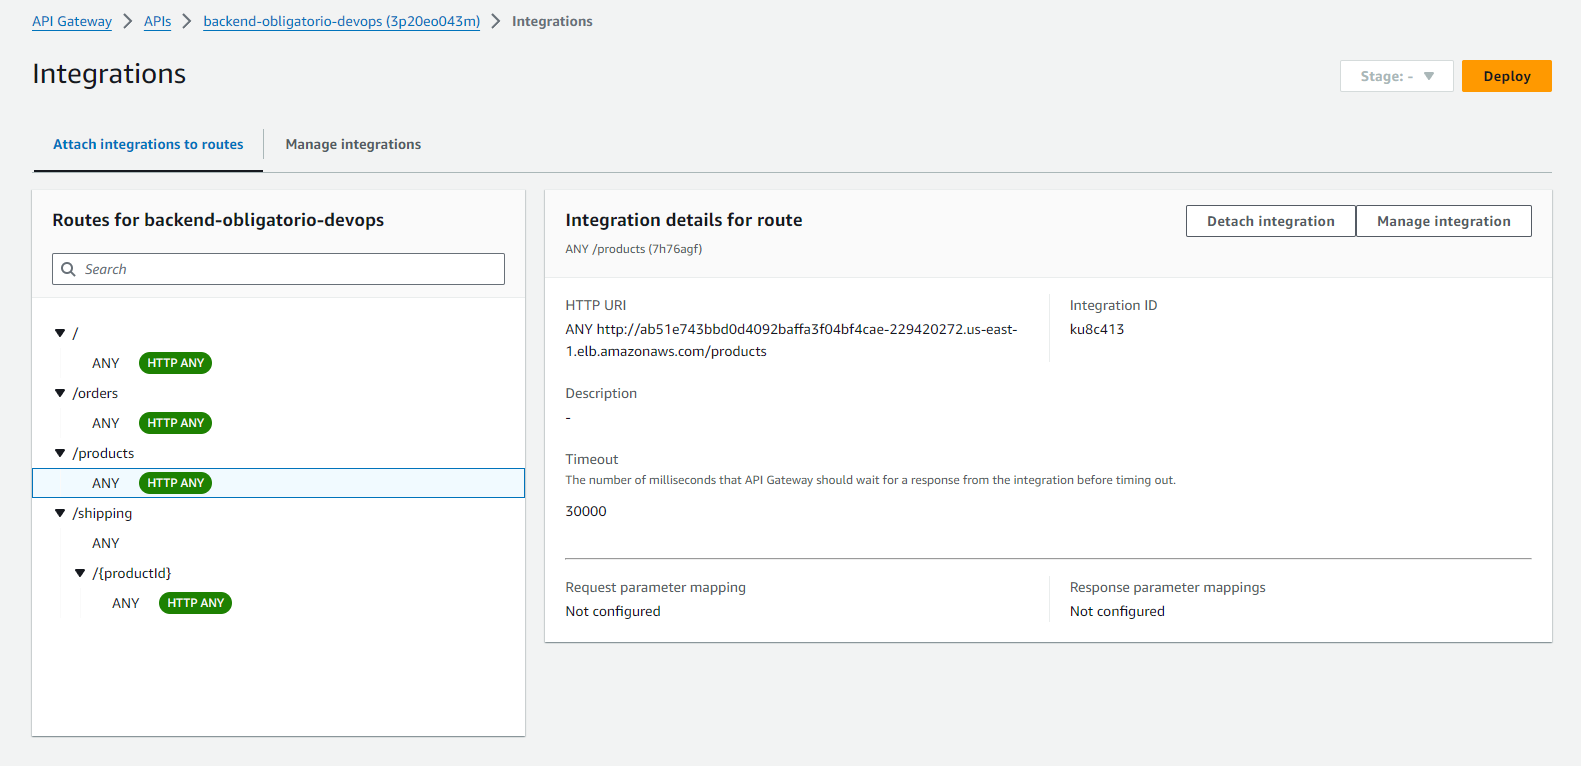 API Gateway > APIs > backend-obligatorio-devops (3p20eo043m) > Integrations
Integrations
Stage: - ▼
Deploy
Attach integrations to routes
Manage integrations
Routes for backend-obligatorio-devops
Search
▼ /
ANY HTTP ANY
▼ /orders
ANY HTTP ANY
▼ /products
ANY HTTP ANY
▼ /shipping
ANY
▼ /{productId}
ANY HTTP ANY
Integration details for route
ANY /products (7h76agf)
Detach integration
Manage integration
HTTP URI
ANY http://ab51e743bbd0d4092baffa3f04bf4cae-229420272.us-east-
1.elb.amazonaws.com/products
Integration ID
ku8c413
Description
-
Timeout
The number of milliseconds that API Gateway should wait for a response from the integration before timing out.
30000
Request parameter mapping
Not configured
Response parameter mappings
Not configured